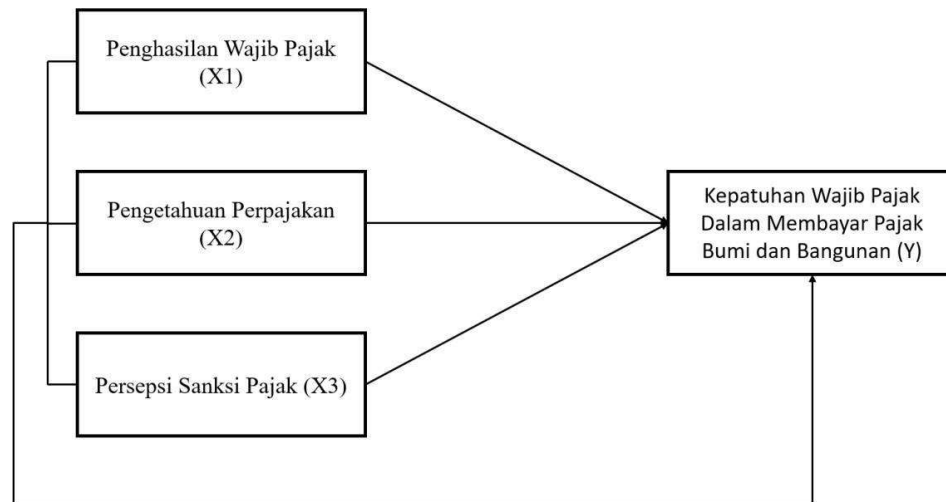 Penghasilan Wajib Pajak
(X1)
Pengetahuan Perpajakan
(X2)
Persepsi Sanksi Pajak (X3)
Kepatuhan Wajib Pajak
Dalam Membayar Pajak
Bumi dan Bangunan (Y)